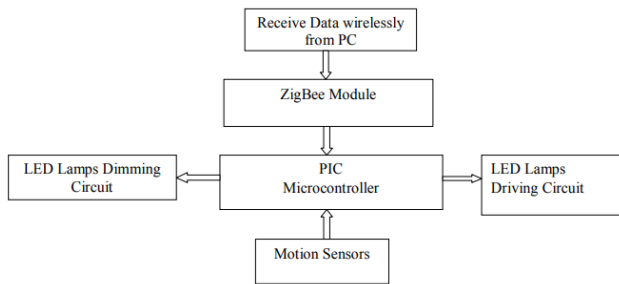 Receive Data wirelessly
from PC
ZigBee Module
LED Lamps Dimming
Circuit
PIC
Microcontroller
LED Lamps
Driving Circuit
Motion Sensors